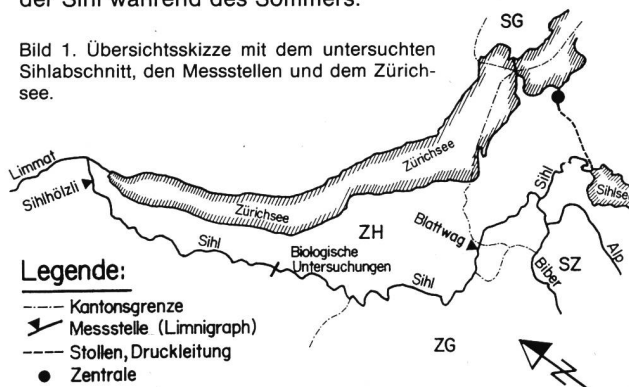 der Sihl während des Sommers.
Bild 1. Übersichtsskizze mit dem untersuchten
Sihlabschnitt, den Messstellen und dem Zürich-
see.
SG
Limmat
Sihlhölzli
Zürichsee
Zürichsee
Sihl
Sihlsee
Sihl
Biologische
Untersuchungen
ZH
Blattwag
Sihl
Biber
SZ
Alp
ZG
Legende:
Kantonsgrenze
Messstelle (Limnigraph)
Stollen, Druckleitung
Zentrale
N